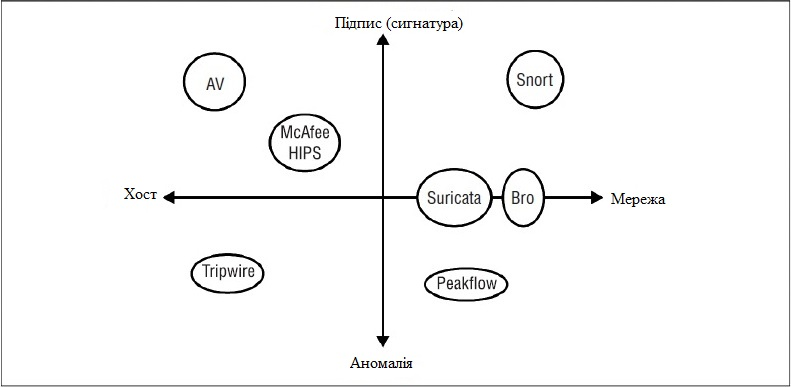 Підпис (сигнатура)
AV
Snort
McAfee
HIPS
Хост
Suricata
Bro
Мережа
Tripwire
Peakflow
Аномалія